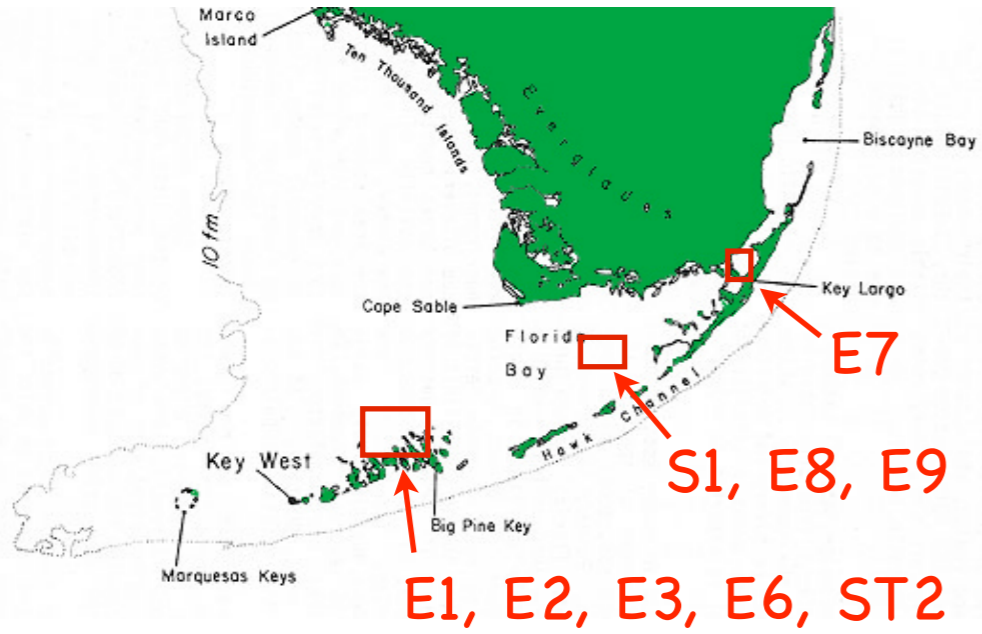 Marco
Island
Ten Thousand Islands
Everglades
Biscayne Bay
10 fm
Key Largo
Cape Sable
E7
Florida
Bay
Hawk Channel
Key West
S1, E8, E9
Big Pine Key
Marquesas Keys
E1, E2, E3, E6, ST2